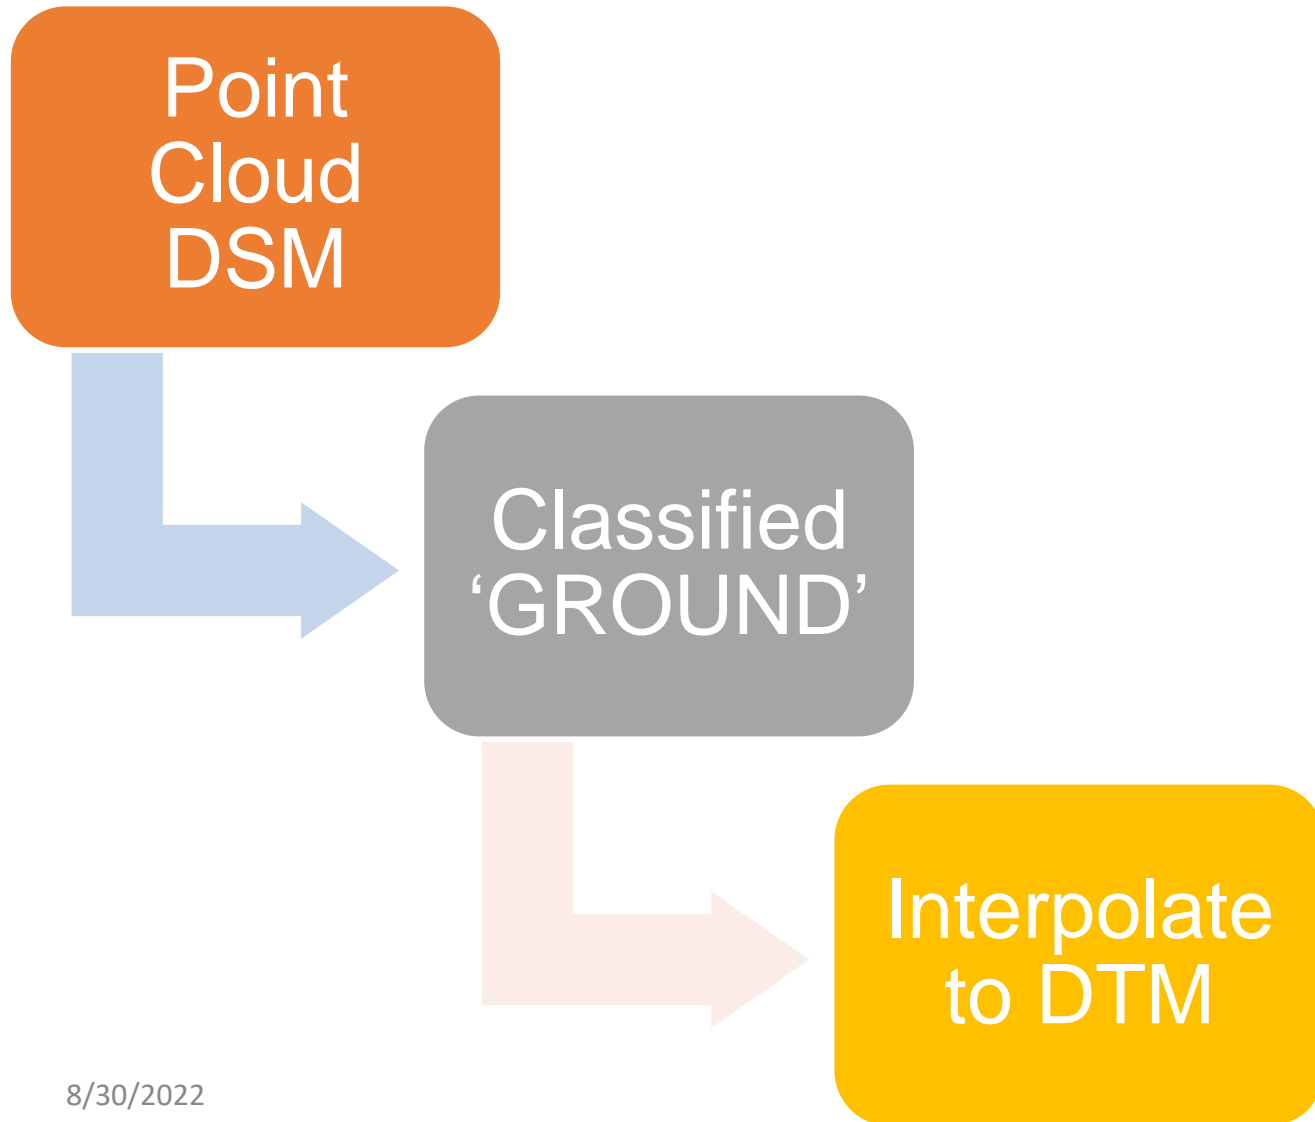 Point
Cloud
DSM
Classified
‘GROUND’
Interpolate
to DTM
8/30/2022